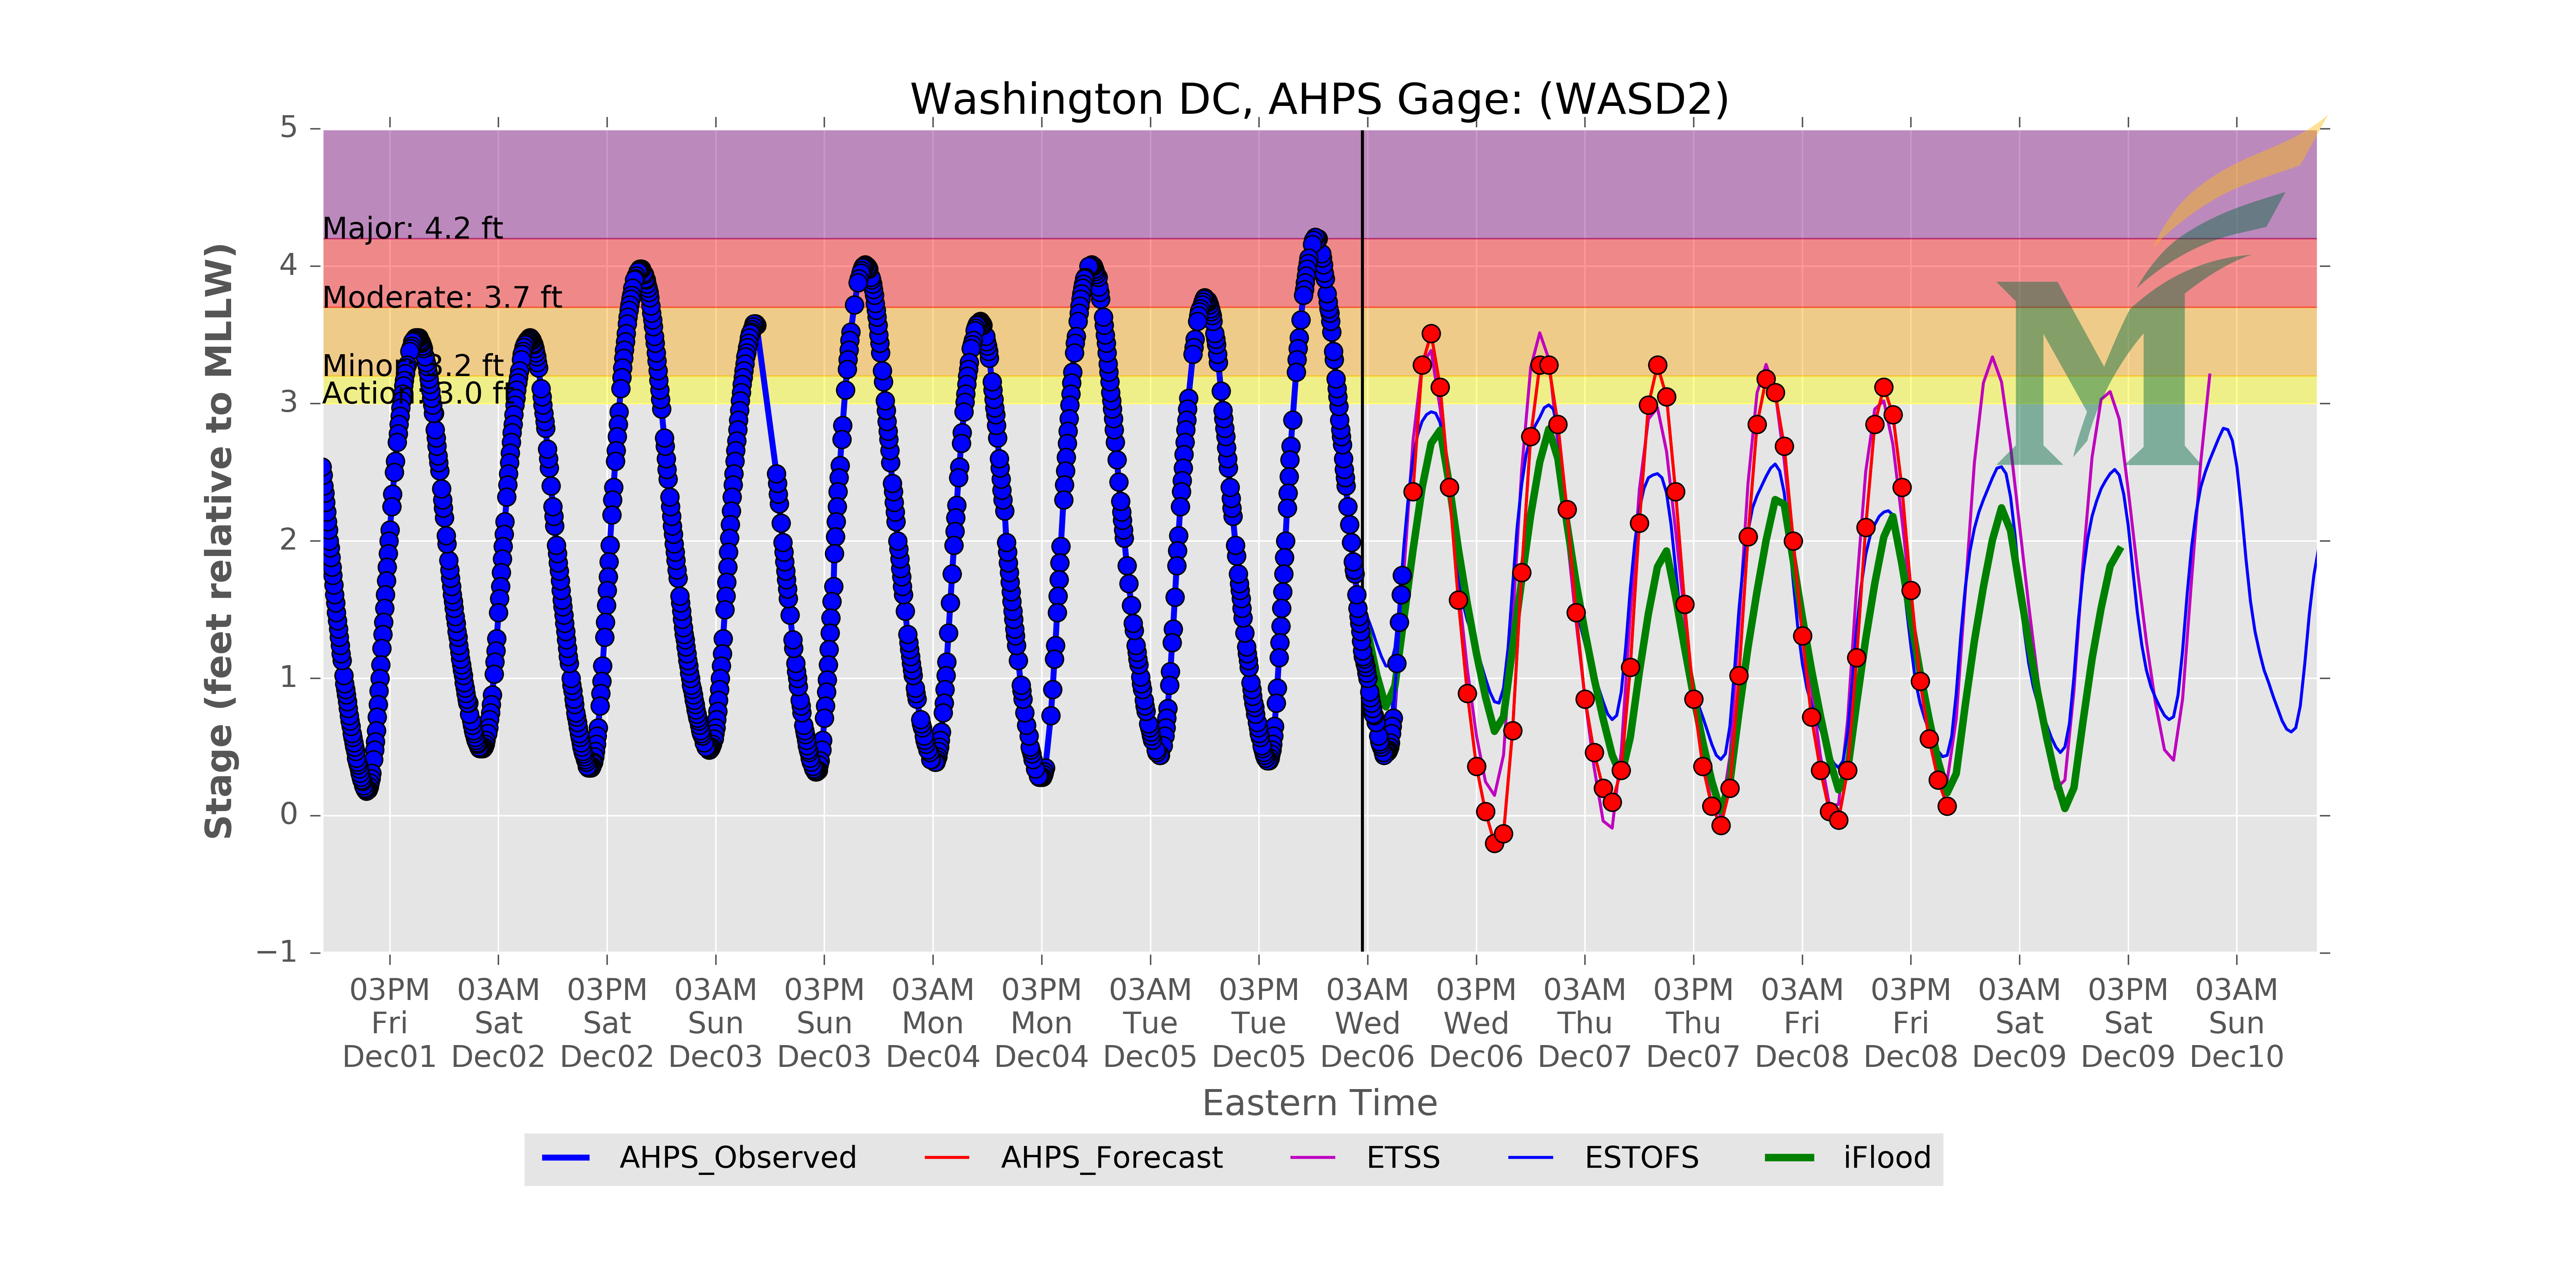 Washington DC, AHPS Gage: (WASD2)
Stage (feet relative to MLLW)
5
4
3
2
1
0
−1
Major: 4.2 ft
Moderate: 3.7 ft
Minor: 3.2 ft
Action: 3.0 ft
03PM 03AM 03PM 03AM 03PM 03AM 03PM 03AM 03PM 03AM 03PM 03AM 03PM 03AM 03PM 03AM 03PM 03AM
Fri Sat Sat Sun Sun Mon Mon Tue Tue Wed Wed Thu Thu Fri Fri Sat Sat Sun
Dec01 Dec02 Dec02 Dec03 Dec03 Dec04 Dec04 Dec05 Dec05 Dec06 Dec06 Dec07 Dec07 Dec08 Dec08 Dec09 Dec09 Dec10
Eastern Time
AHPS_Observed AHPS_Forecast ETSS ESTOFS iFlood
M